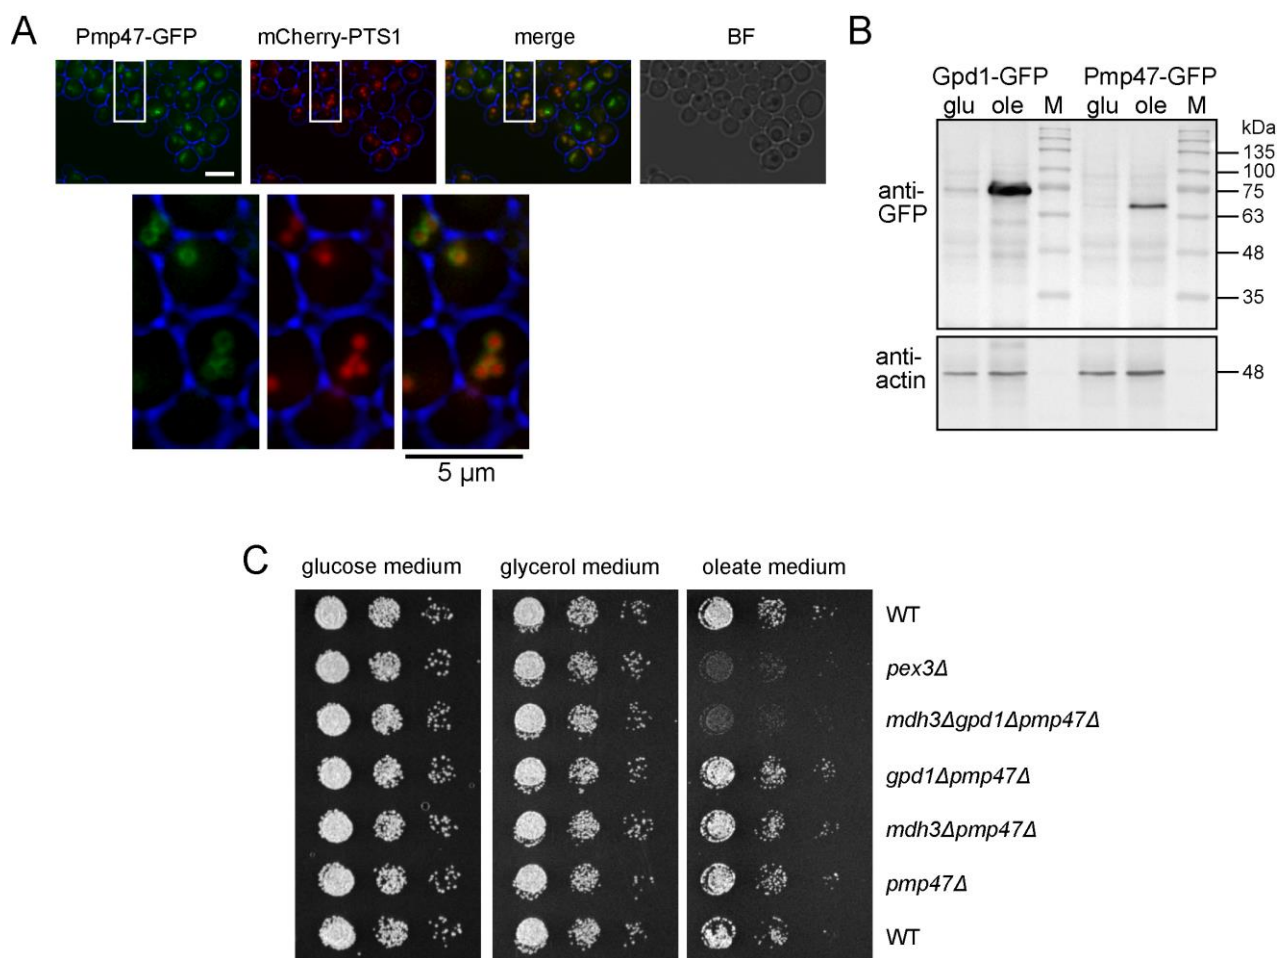 A
Pmp47-GFP mCherry-PTS1 merge BF
5 µm
B
Gpd1-GFP Pmp47-GFP
glu ole M glu ole M
kDa
135
100
75
63
48
35
anti-
GFP
anti-
actin
48
C
glucose medium glycerol medium oleate medium
WT
pex3Δ
mdh3Δgpd1Δpmp47Δ
gpd1Δpmp47Δ
mdh3Δpmp47Δ
pmp47Δ
WT